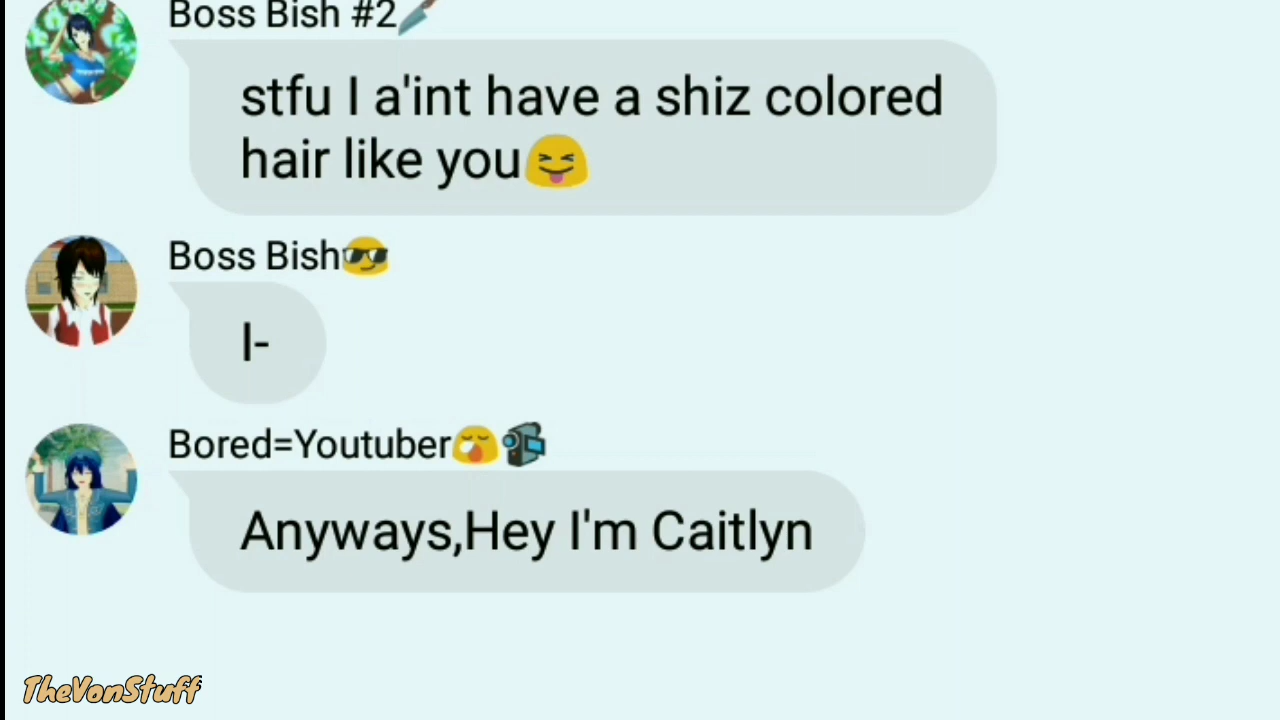 Boss Bish #2🔪
stfu I a'int have a shiz colored
hair like you😝
Boss Bish😎
I-
Bored=Youtuber😪📹
Anyways,Hey I'm Caitlyn
TheVonStuff